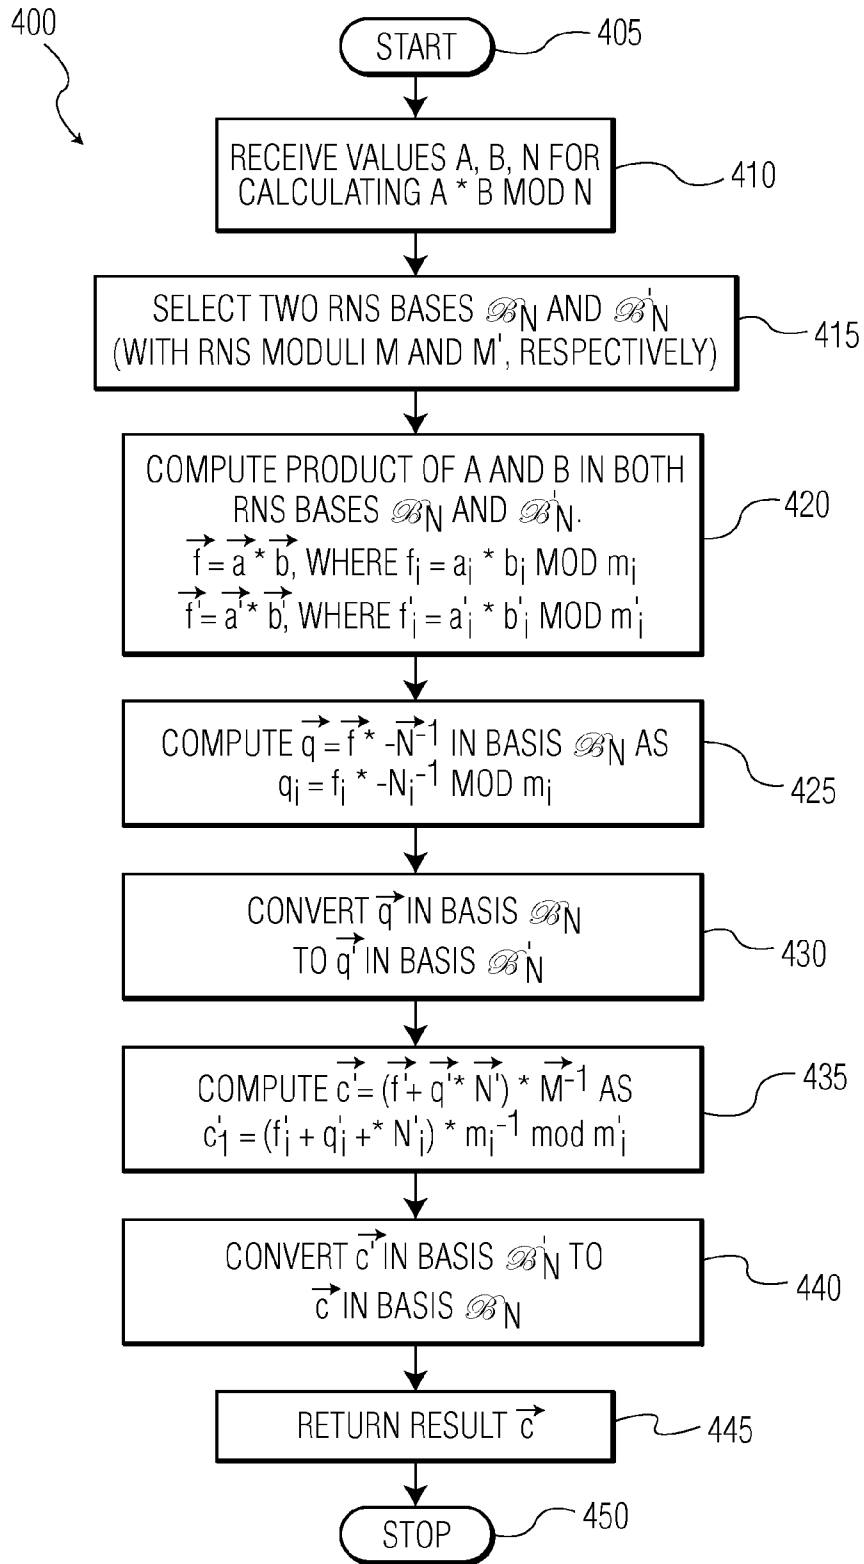 400
START
405
RECEIVE VALUES A, B, N FOR
CALCULATING A * B MOD N
410
SELECT TWO RNS BASES ℬN AND ℬ'N
(WITH RNS MODULI M AND M', RESPECTIVELY)
415
COMPUTE PRODUCT OF A AND B IN BOTH
RNS BASES ℬN AND ℬ'N.
f⃗ = a⃗ * b⃗, WHERE fi = ai * bi MOD mi
f⃗' = a⃗' * b⃗', WHERE f'i = a'i * b'i MOD m'i
420
COMPUTE q⃗ = f⃗ * -N⃗⁻¹ IN BASIS ℬN AS
qi = fi * -Ni⁻¹ MOD mi
425
CONVERT q⃗ IN BASIS ℬN
TO q⃗' IN BASIS ℬ'N
430
COMPUTE c⃗' = (f⃗' + q⃗' * N⃗') * M⃗⁻¹ AS
c'1 = (f'i + q'i + * N'i) * mi⁻¹ mod m'i
435
CONVERT c⃗' IN BASIS ℬ'N TO
c⃗ IN BASIS ℬN
440
RETURN RESULT c⃗
445
STOP
450